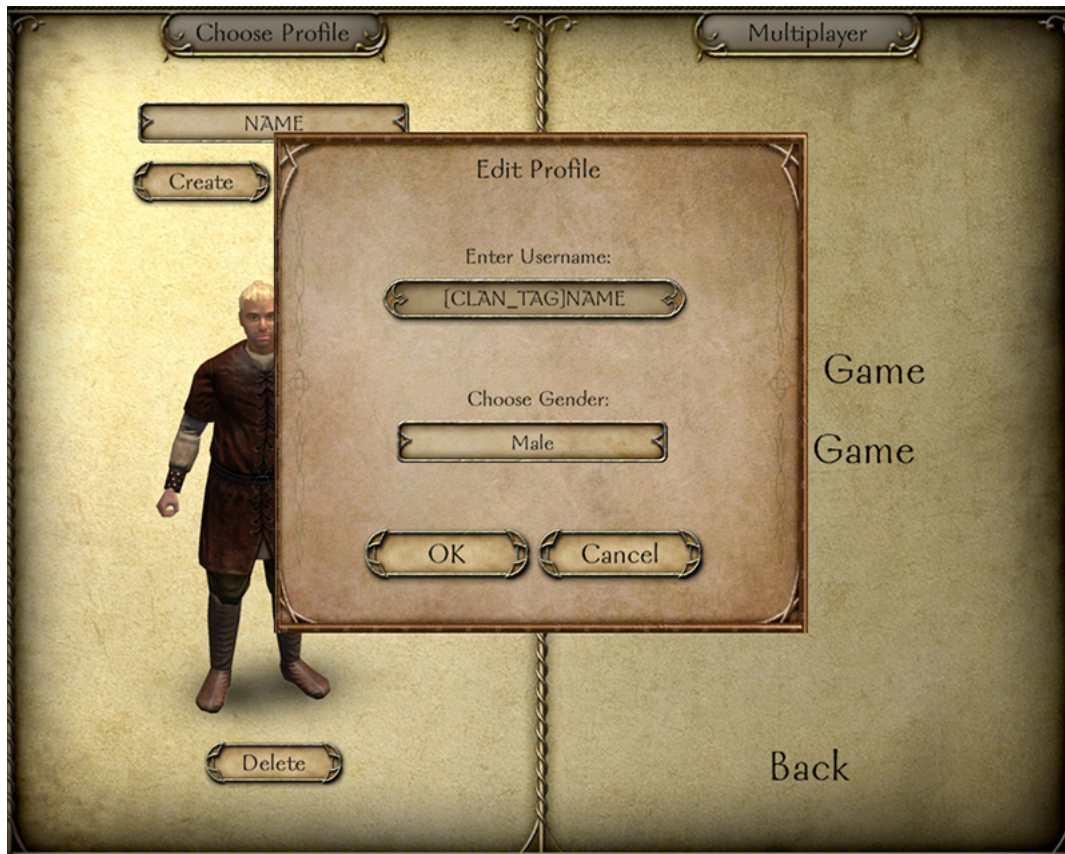 Choose Profile
Multiplayer
NAME
Create
Edit Profile
Enter Username:
[CLAN_TAG]NAME
Choose Gender:
Male
OK
Cancel
Game
Game
Delete
Back